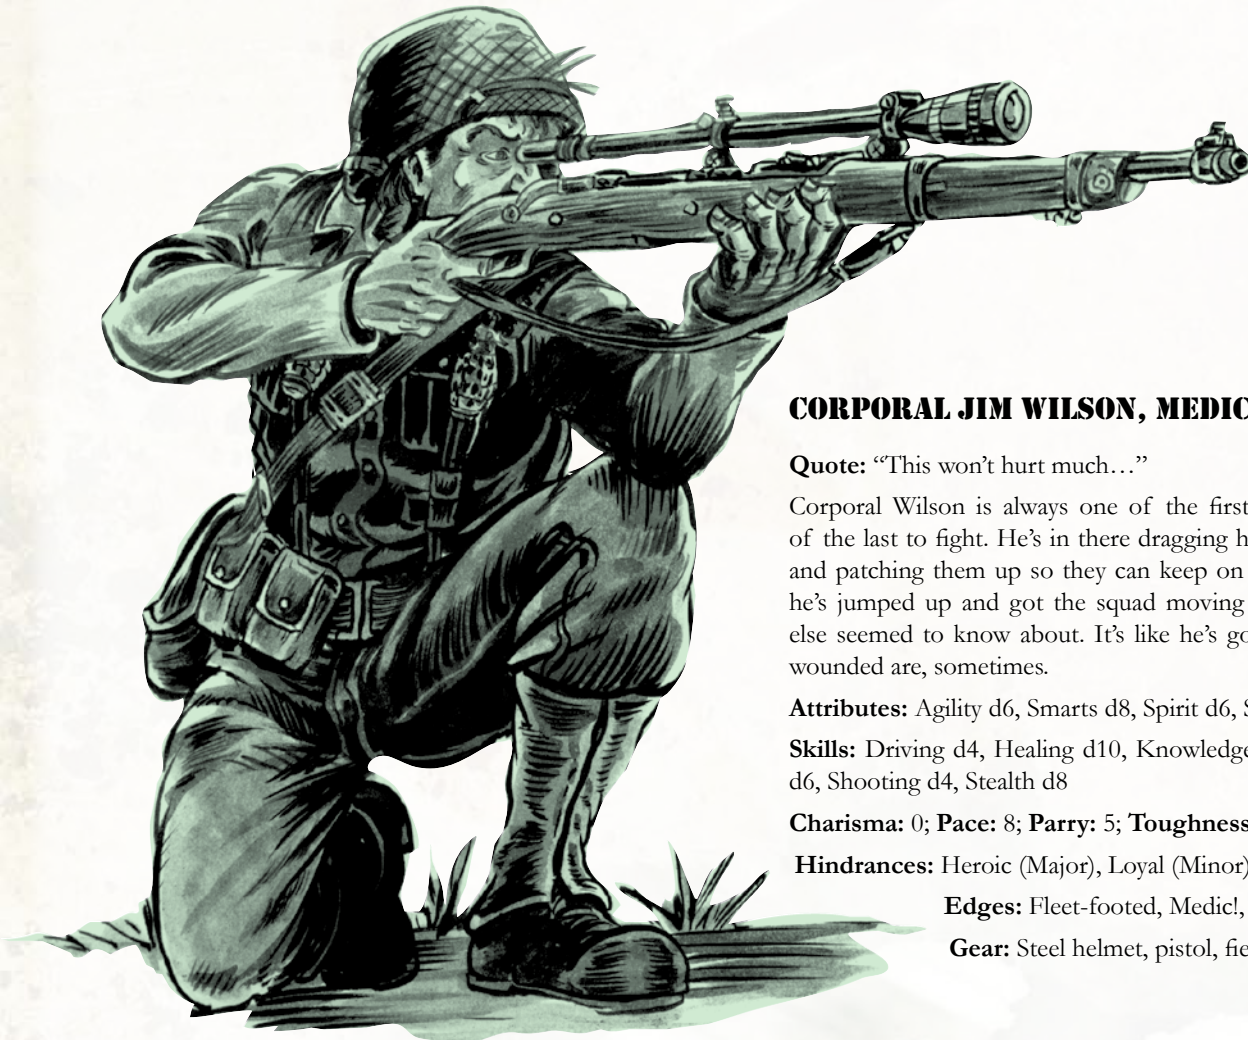 CORPORAL JIM WILSON, MEDIC
Quote: “This won’t hurt much…”
Corporal Wilson is always one of the first
of the last to fight. He’s in there dragging
and patching them up so they can keep on
he’s jumped up and got the squad moving
else seemed to know about. It’s like he’s
wounded are, sometimes.
Attributes: Agility d6, Smarts d8, Spirit d6,
Skills: Driving d4, Healing d10, Knowledge
d6, Shooting d4, Stealth d8
Charisma: 0; Pace: 8; Parry: 5; Toughness
Hindrances: Heroic (Major), Loyal (Minor)
Edges: Fleet-footed, Medic!,
Gear: Steel helmet, pistol,